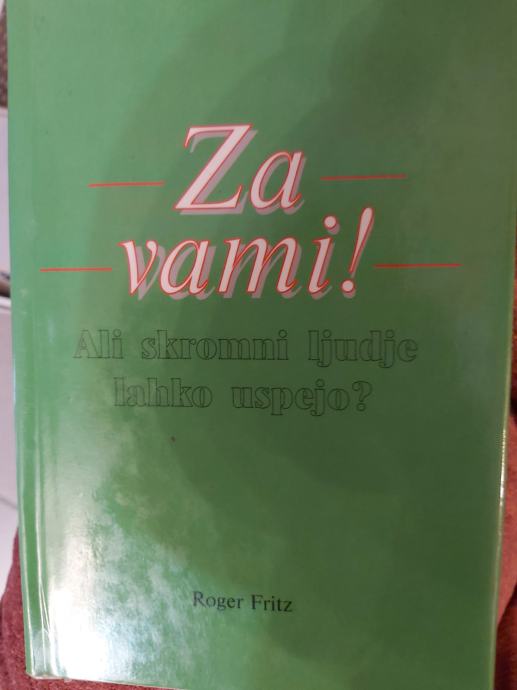 Za
vami!
Ali skromni ljudje
lahko uspejo?
Roger Fritz